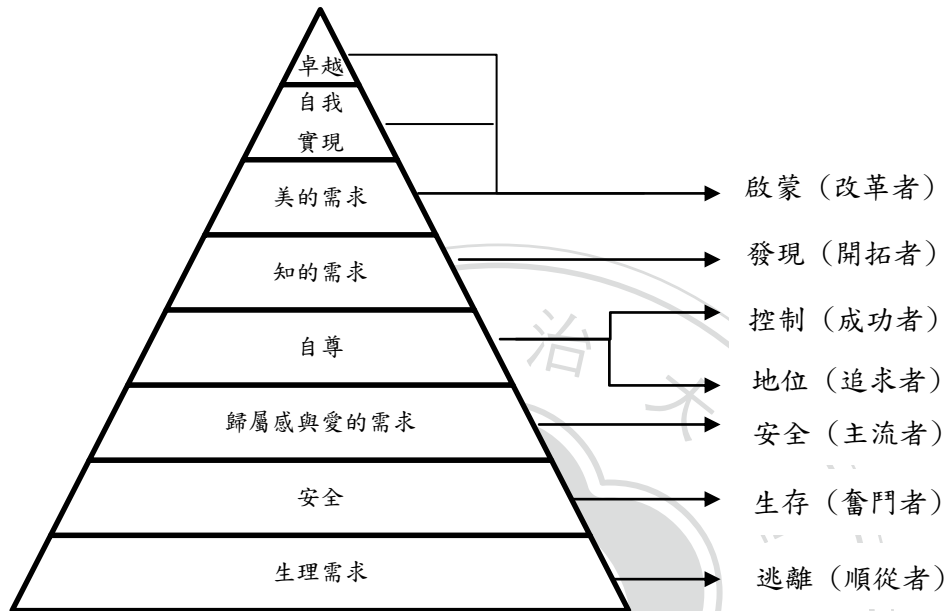 卓越
自我
實現
美的需求
知的需求
自尊
歸屬感與愛的需求
安全
生理需求
啟蒙（改革者）
發現（開拓者）
控制（成功者）
地位（追求者）
安全（主流者）
生存（奮鬥者）
逃離（順從者）
治
大